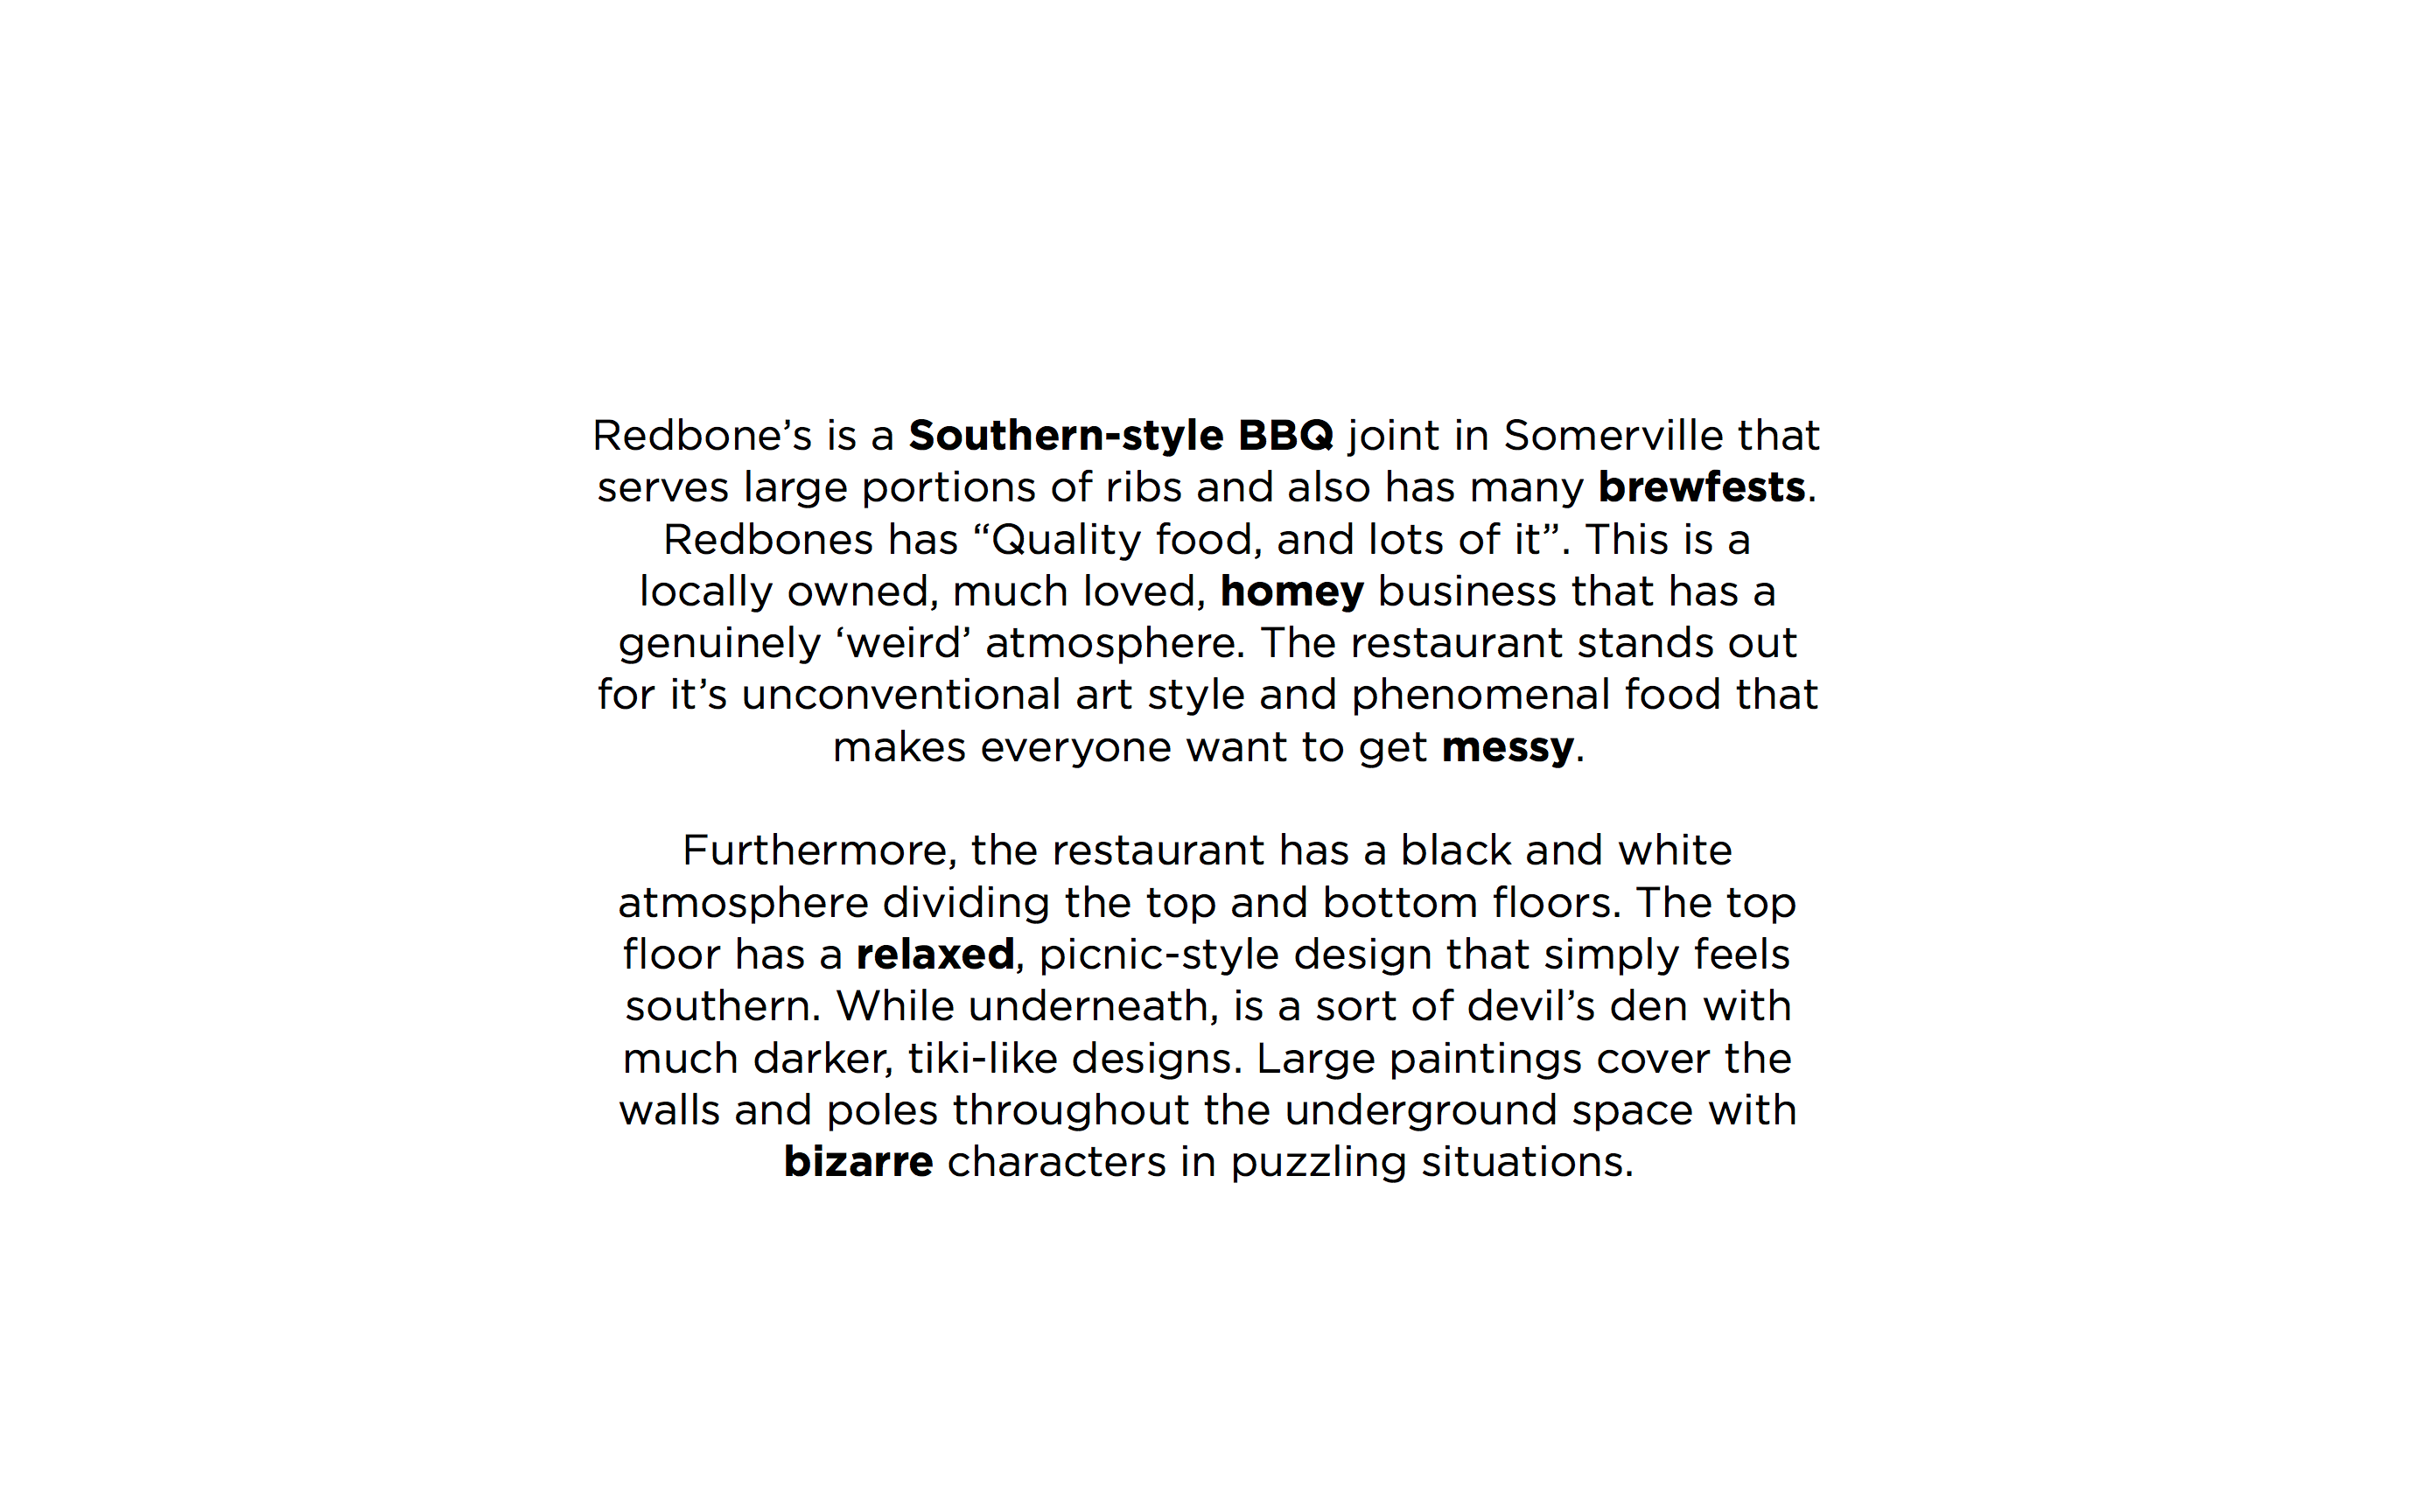 Redbone’s is a Southern-style BBQ joint in Somerville that
serves large portions of ribs and also has many brewfests.
Redbones has “Quality food, and lots of it”. This is a
locally owned, much loved, homey business that has a
genuinely ‘weird’ atmosphere. The restaurant stands out
for it’s unconventional art style and phenomenal food that
makes everyone want to get messy.
Furthermore, the restaurant has a black and white
atmosphere dividing the top and bottom floors. The top
floor has a relaxed, picnic-style design that simply feels
southern. While underneath, is a sort of devil’s den with
much darker, tiki-like designs. Large paintings cover the
walls and poles throughout the underground space with
bizarre characters in puzzling situations.